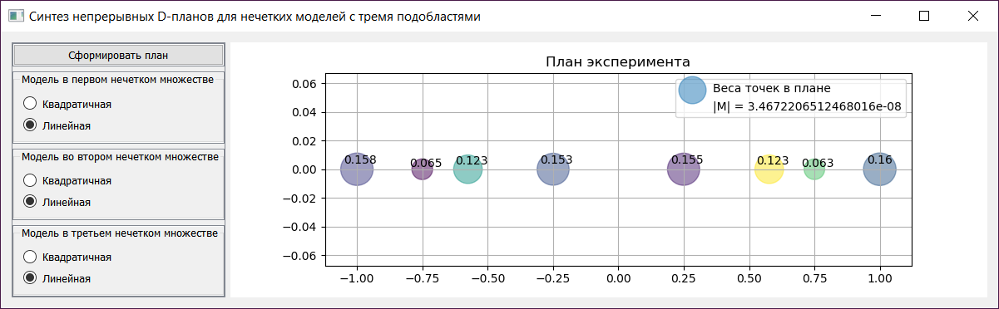 Синтез непрерывных D-планов для нечетких моделей с тремя подобластями
Сформировать план
Модель в первом нечетком множестве
Квадратичная
Линейная
Модель во втором нечетком множестве
Квадратичная
Линейная
Модель в третьем нечетком множестве
Квадратичная
Линейная
План эксперимента
Веса точек в плане
|M| = 3.4672206512468016e-08
0.06
0.04
0.02
0.00
−0.02
−0.04
−0.06
0.158
0.065
0.123
0.153
0.155
0.123
0.063
0.16
−1.00
−0.75
−0.50
−0.25
0.00
0.25
0.50
0.75
1.00